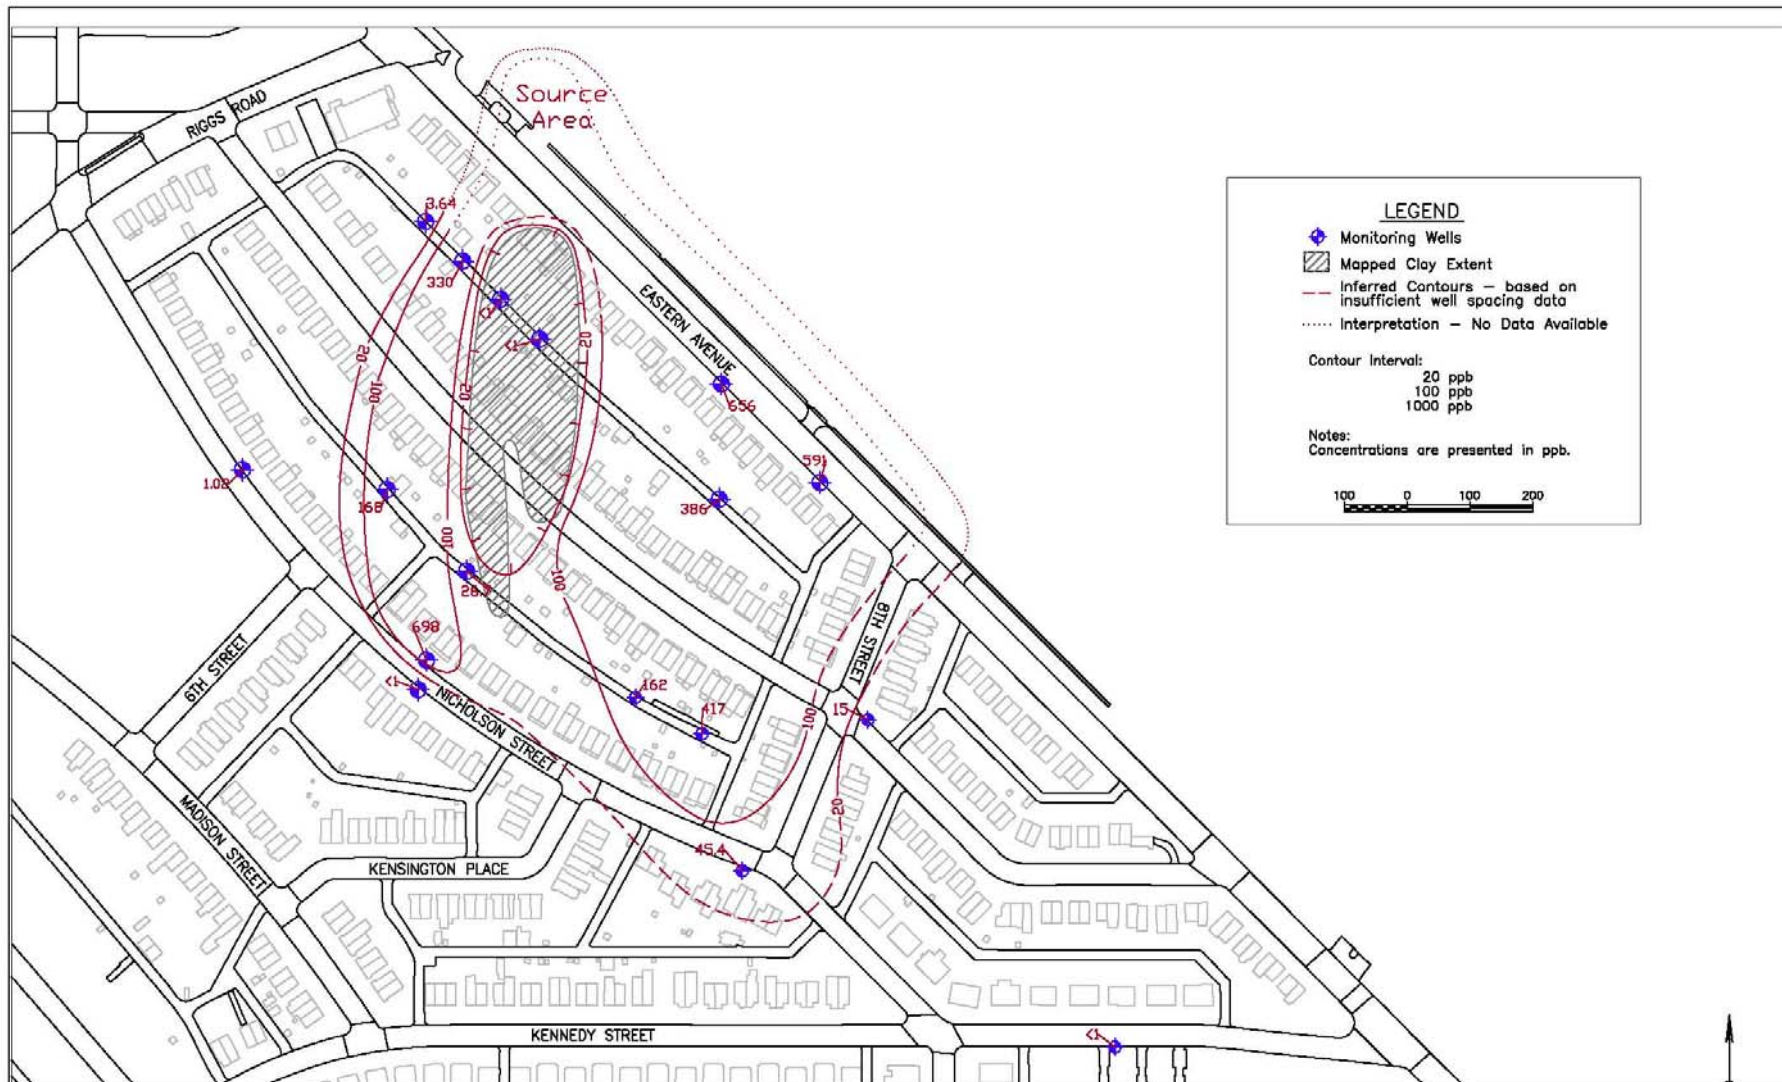 Source
Area
RIGGS ROAD
3.64
330
<1
<1
20
20
20
100
100
100
EASTERN AVENUE
656
591
386
1.02
168
28.7
698
<1
6TH STREET
NICHOLSON STREET
162
417
8TH STREET
15
100
20
45.4
MADISON STREET
KENSINGTON PLACE
KENNEDY STREET
<1
LEGEND
Monitoring Wells
Mapped Clay Extent
Inferred Contours – based on
insufficient well spacing data
Interpretation – No Data Available
Contour Interval:
20 ppb
100 ppb
1000 ppb
Notes:
Concentrations are presented in ppb.
100 0 100 200